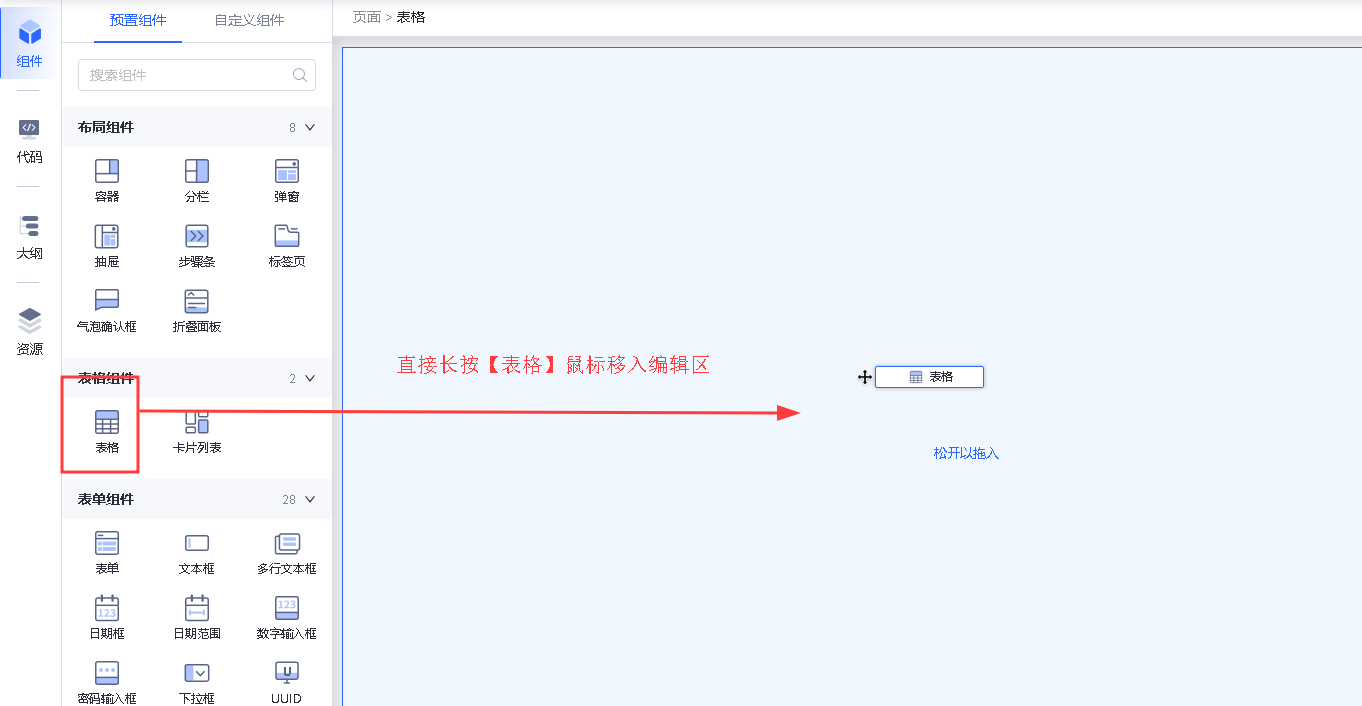 组件
代码
大纲
资源
预置组件 自定义组件
搜索组件
布局组件 8
容器 分栏 弹窗
抽屉 步骤条 标签页
气泡确认框 折叠面板
表格组件 2
表格 卡片列表
表单组件 28
表单 文本框 多行文本框
123 123
日期框 日期范围 数字输入框
密码输入框 下拉框 UUID
页面 > 表格
直接长按【表格】鼠标移入编辑区
表格
松开以拖入